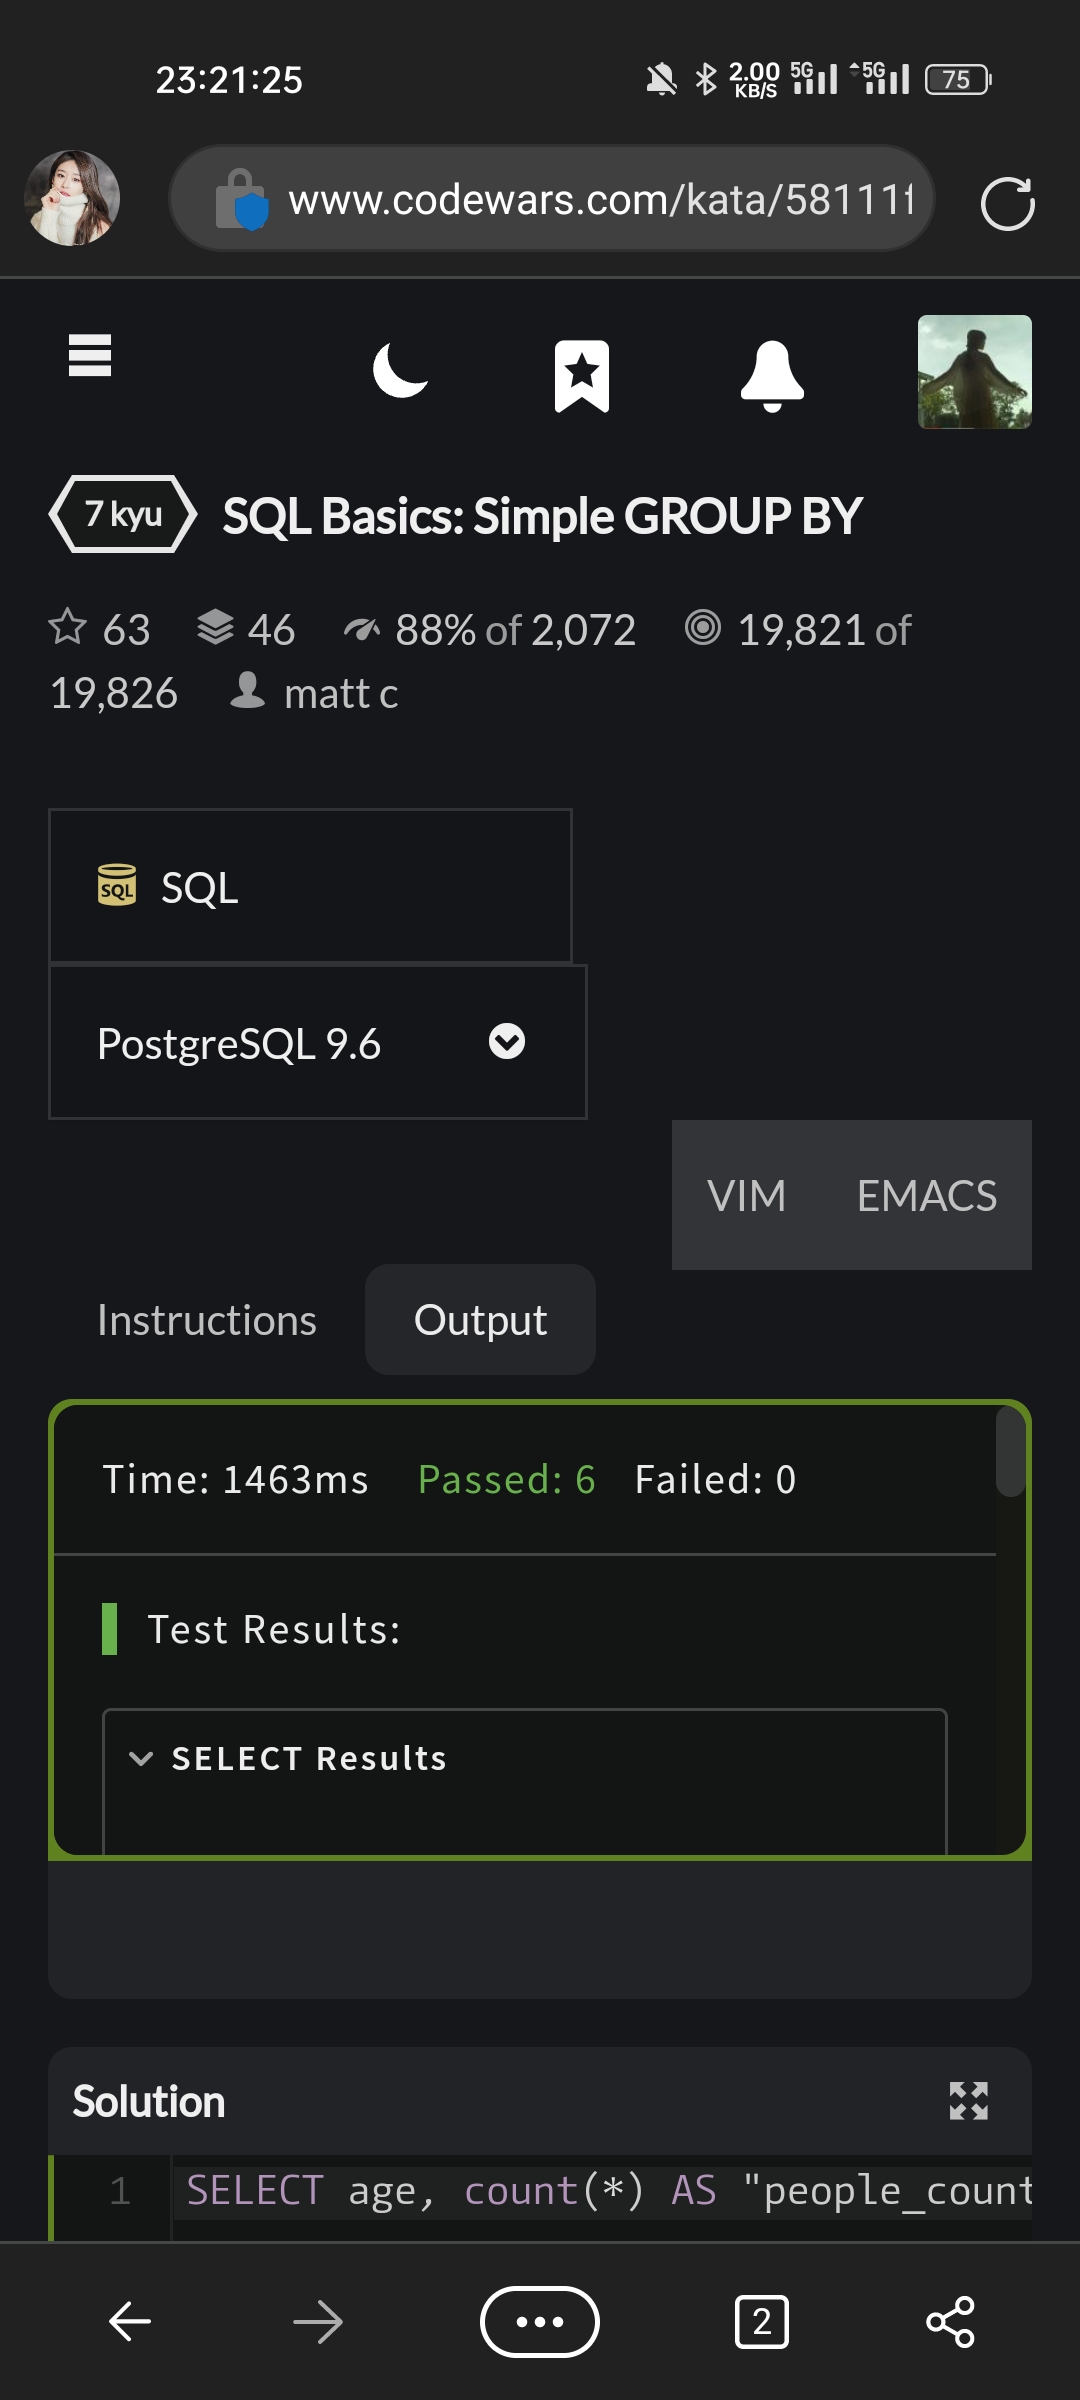 23:21:25 2.00 KB/S 5G 5G 75
www.codewars.com/kata/58111f
7 kyu SQL Basics: Simple GROUP BY
63 46 88% of 2,072 19,821 of
19,826 matt c
SQL SQL
PostgreSQL 9.6
VIM EMACS
Instructions Output
Time: 1463ms Passed: 6 Failed: 0
Test Results:
SELECT Results
Solution
1 SELECT age, count(*) AS "people_count
2